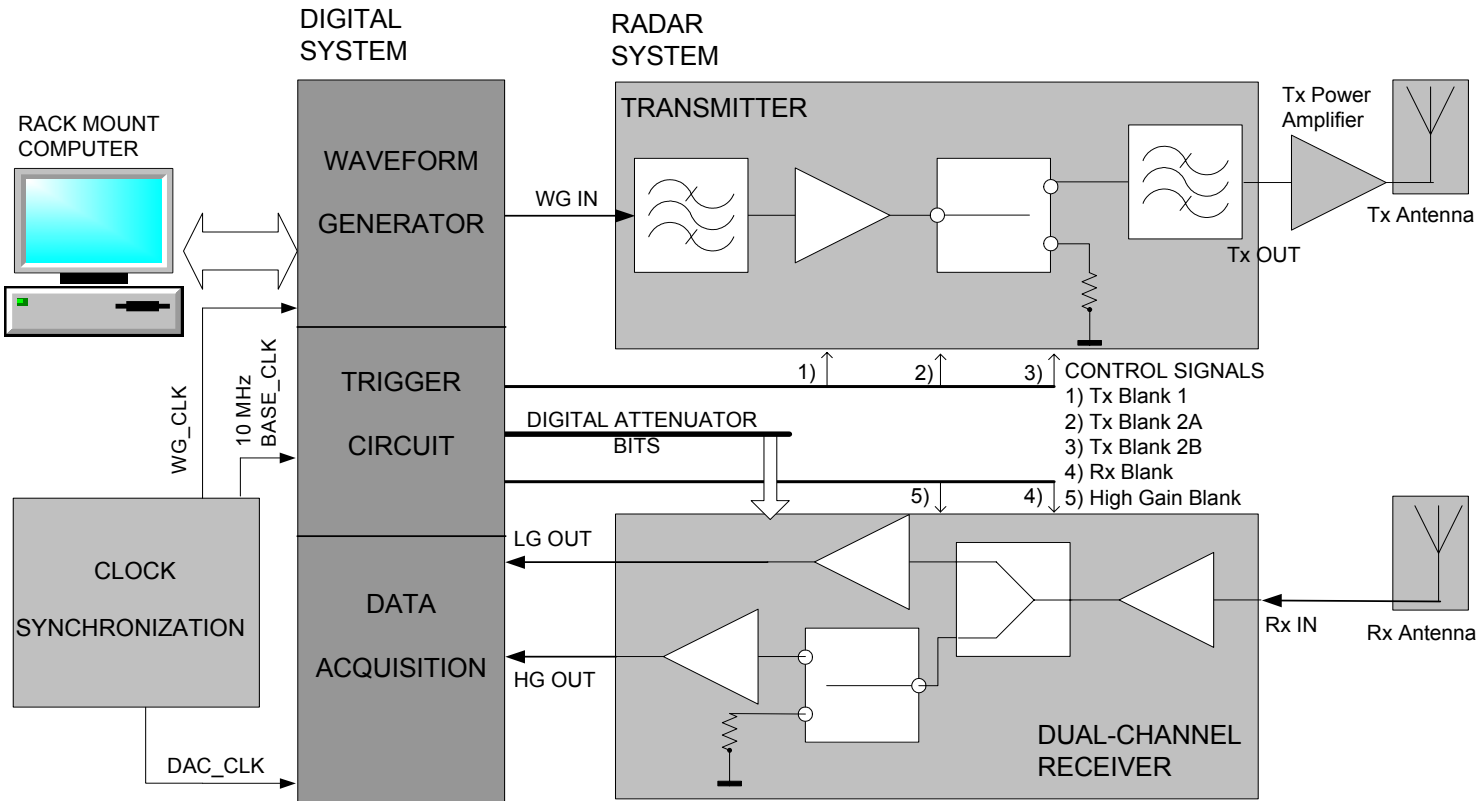 DIGITAL
SYSTEM
RADAR
SYSTEM
RACK MOUNT
COMPUTER
WAVEFORM
GENERATOR
WG IN
TRANSMITTER
Tx OUT
Tx Power
Amplifier
Tx Antenna
WG_CLK
10 MHz
BASE_CLK
TRIGGER
CIRCUIT
1)
2)
3)
CONTROL SIGNALS
1) Tx Blank 1
2) Tx Blank 2A
3) Tx Blank 2B
4) Rx Blank
5) High Gain Blank
DIGITAL ATTENUATOR
BITS
5)
4)
CLOCK
SYNCHRONIZATION
DAC_CLK
DATA
ACQUISITION
LG OUT
HG OUT
Rx IN
Rx Antenna
DUAL-CHANNEL
RECEIVER